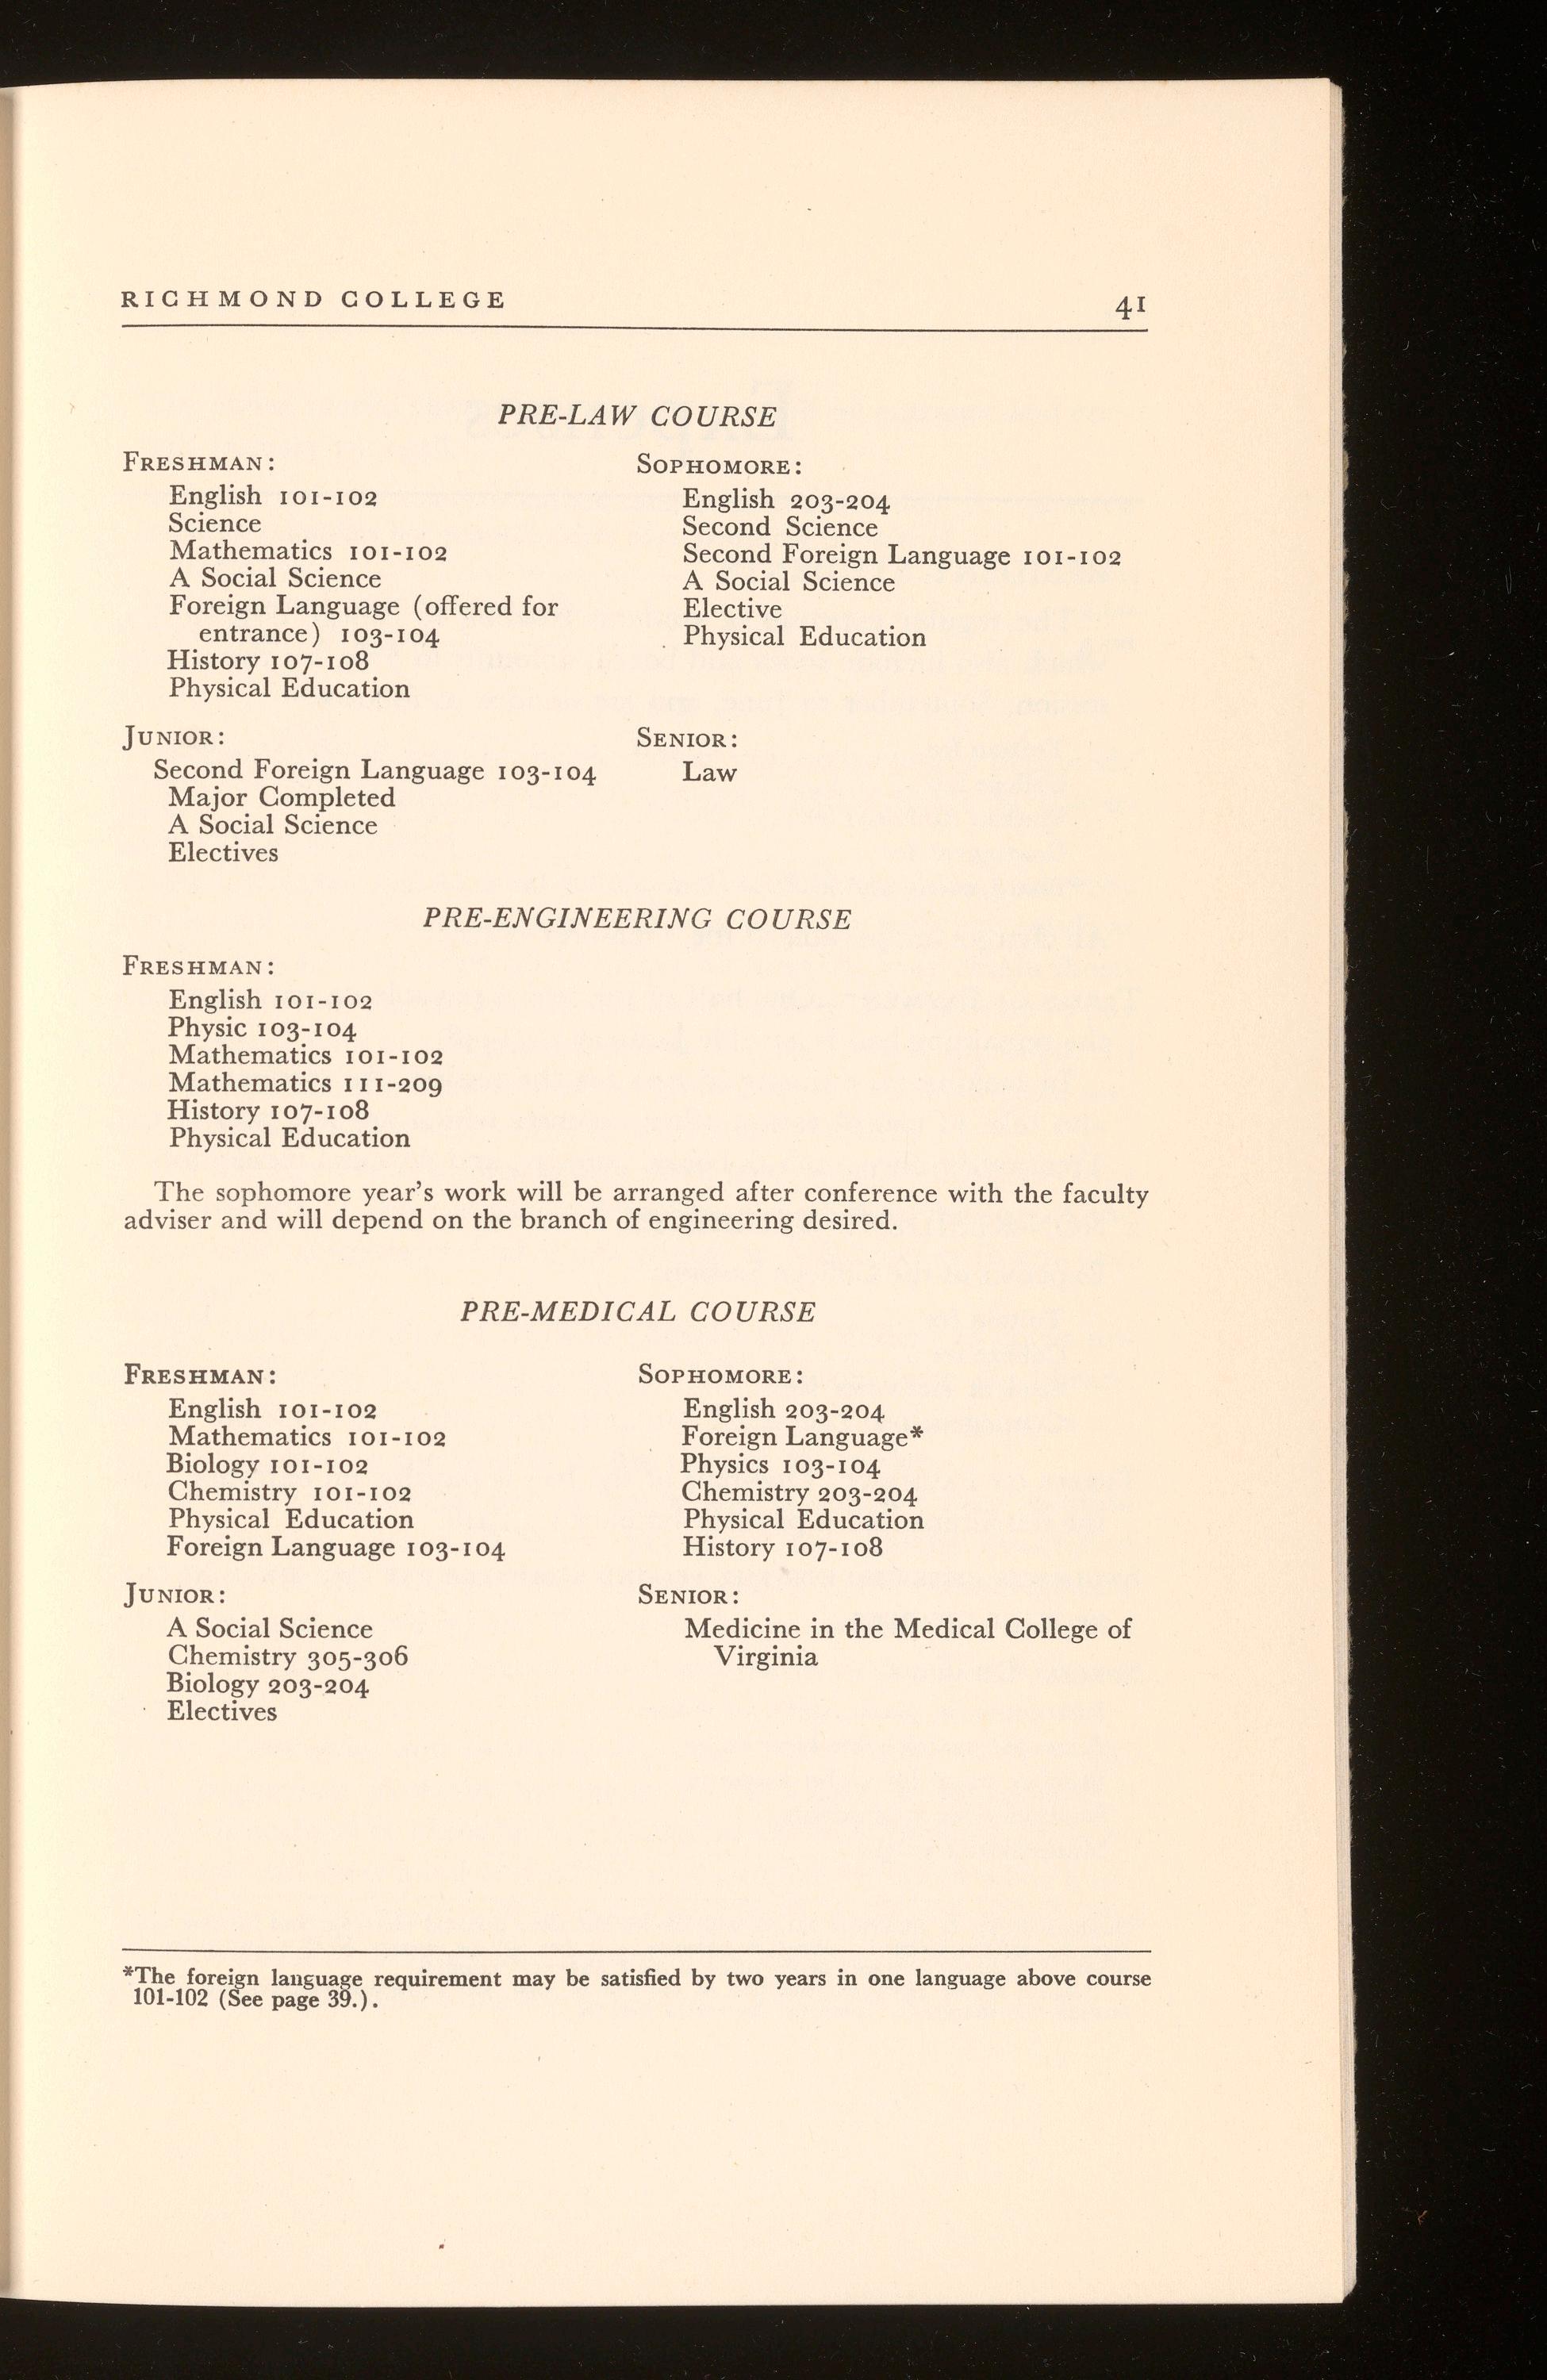 RICHMOND COLLEGE 41
PRE-LAW COURSE
FRESHMAN:
English 101-102
Science
Mathematics 101-102
A Social Science
Foreign Language (offered for
entrance) 103-104
History 107-108
Physical Education
SOPHOMORE:
English 203-204
Second Science
Second Foreign Language 101-102
A Social Science
Elective
Physical Education
JUNIOR:
Second Foreign Language 103-104
Major Completed
A Social Science
Electives
SENIOR:
Law
PRE-ENGINEERING COURSE
FRESHMAN:
English 101-102
Physic 103-104
Mathematics 101-102
Mathematics 111-209
History 107-108
Physical Education
The sophomore year's work will be arranged after conference with the faculty
adviser and will depend on the branch of engineering desired.
PRE-MEDICAL COURSE
FRESHMAN:
English 101-102
Mathematics 101-102
Biology 101-102
Chemistry 101-102
Physical Education
Foreign Language 103-104
SOPHOMORE:
English 203-204
Foreign Language*
Physics 103-104
Chemistry 203-204
Physical Education
History 107-108
JUNIOR:
A Social Science
Chemistry 305-306
Biology 203-204
Electives
SENIOR:
Medicine in the Medical College of
Virginia
*The foreign language requirement may be satisfied by two years in one language above course
101-102 (See page 39.).